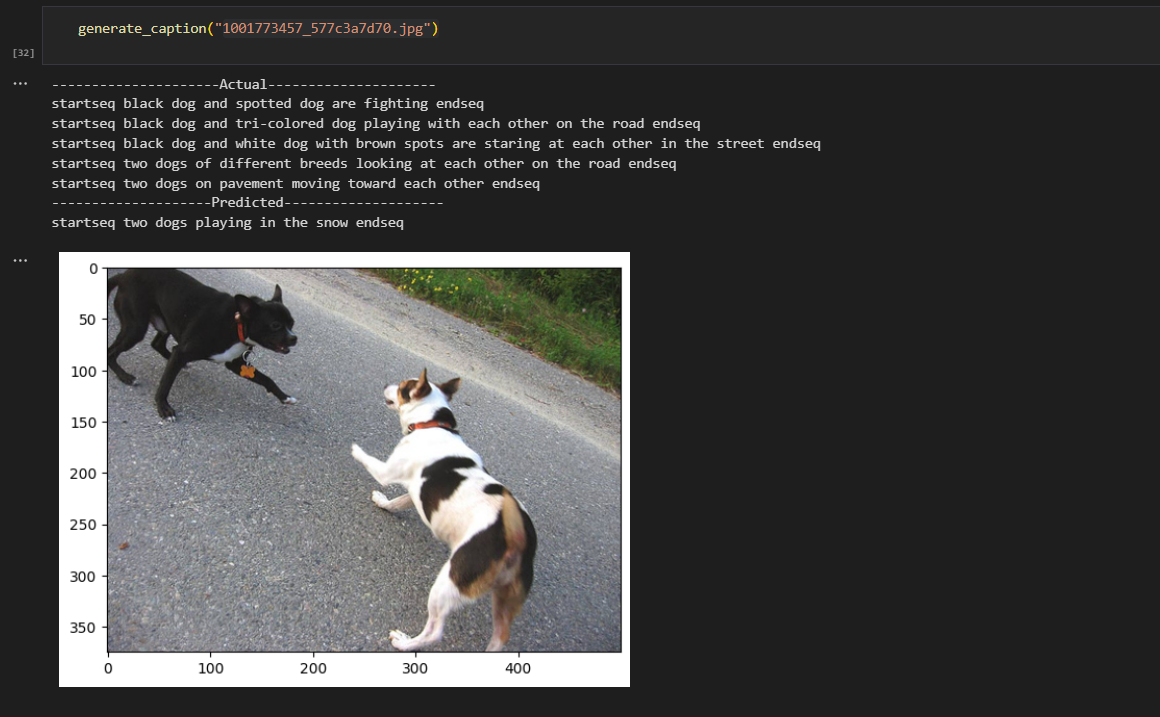 generate_caption("1001773457_577c3a7d70.jpg")
[32]
...
---------------------Actual---------------------
startseq black dog and spotted dog are fighting endseq
startseq black dog and tri-colored dog playing with each other on the road endseq
startseq black dog and white dog with brown spots are staring at each other in the street endseq
startseq two dogs of different breeds looking at each other on the road endseq
startseq two dogs on pavement moving toward each other endseq
--------------------Predicted--------------------
startseq two dogs playing in the snow endseq
...
0
50
100
150
200
250
300
350
0 100 200 300 400